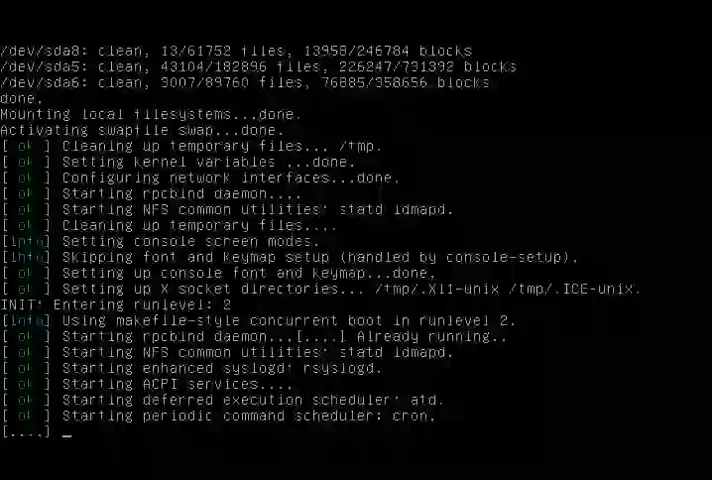 /dev/sda8: clean, 13/61752 files, 13958/246784 blocks
/dev/sda5: clean, 43104/182896 files, 226247/731392 blocks
/dev/sda6: clean, 3007/89760 files, 76885/358656 blocks
done.
Mounting local filesystems...done.
Activating swapfile swap...done.
[ ok ] Cleaning up temporary files... /tmp.
[ ok ] Setting kernel variables ...done.
[ ok ] Configuring network interfaces...done.
[ ok ] Starting rpcbind daemon....
[ ok ] Starting NFS common utilities: statd idmapd.
[ ok ] Cleaning up temporary files....
[info] Setting console screen modes.
[info] Skipping font and keymap setup (handled by console-setup).
[ ok ] Setting up console font and keymap...done.
[ ok ] Setting up X socket directories... /tmp/.X11-unix /tmp/.ICE-unix.
INIT: Entering runlevel: 2
[info] Using makefile-style concurrent boot in runlevel 2.
[ ok ] Starting rpcbind daemon...[....] Already running..
[ ok ] Starting NFS common utilities: statd idmapd.
[ ok ] Starting enhanced syslogd: rsyslogd.
[ ok ] Starting ACPI services....
[ ok ] Starting deferred execution scheduler: atd.
[ ok ] Starting periodic command scheduler: cron.
[....] _